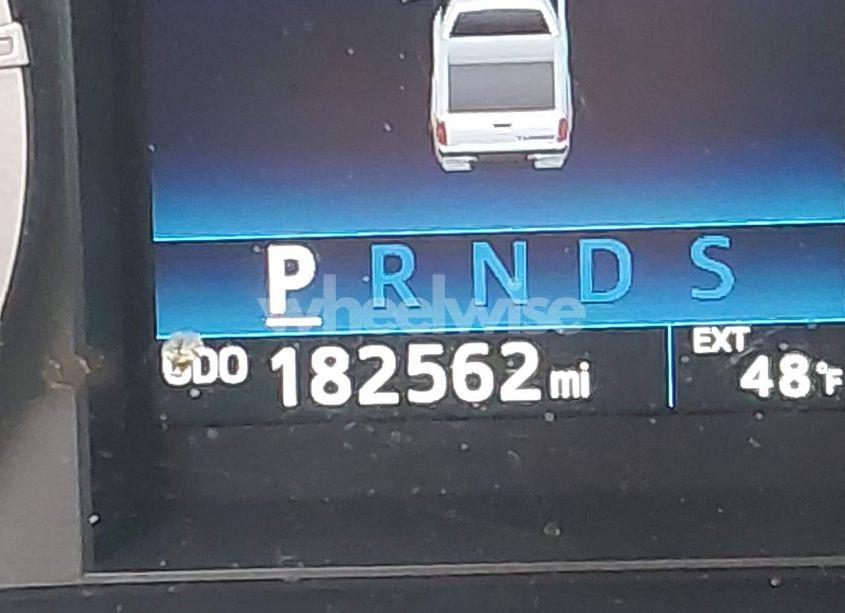 P R N D S
wheelwise
ODO 182562 mi
EXT
48°F